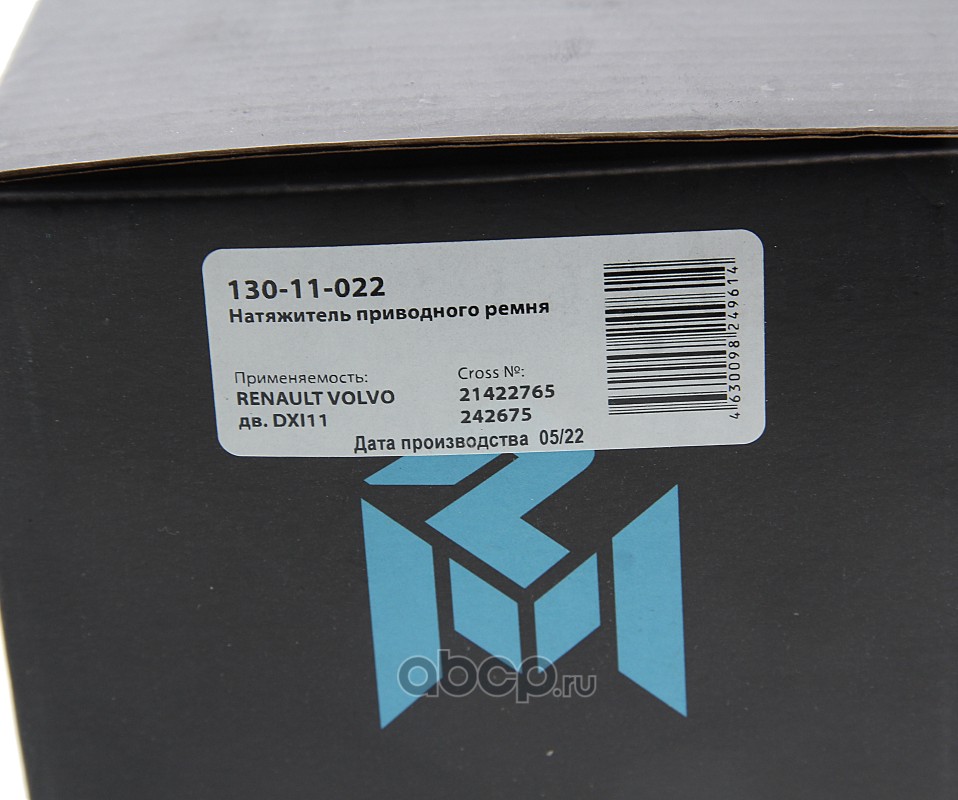 130-11-022
Натяжитель приводного ремня
Применяемость:
RENAULT VOLVO
дв. DXI11
Cross №:
21422765
242675
Дата производства 05/22
4630098249614
abcp.ru